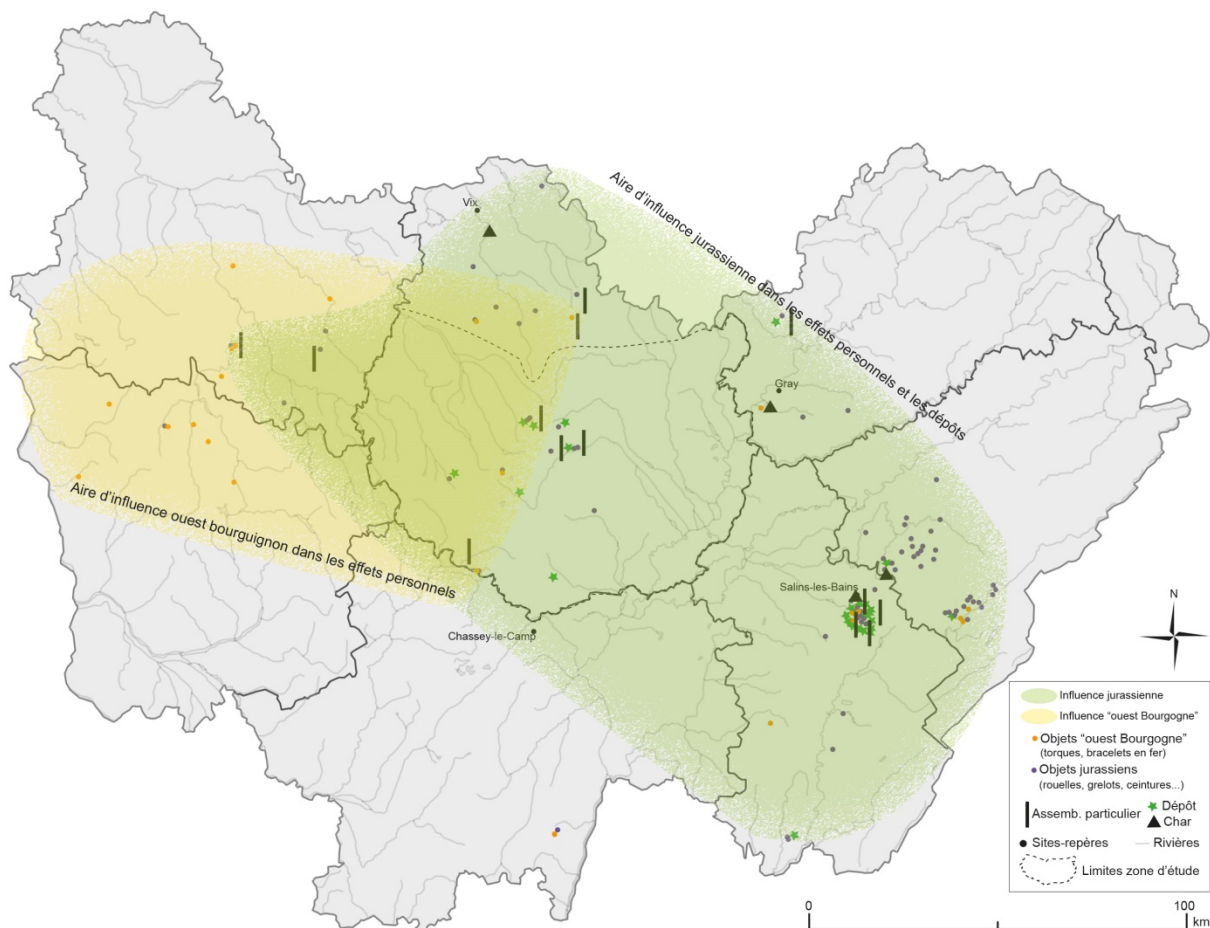 Aire d'influence jurassienne dans les effets personnels et les dépôts
Vix
Gray
Aire d'influence ouest bourguignon dans les effets personnels
Salins-les-Bains
Chassey-le-Camp
N
Influence jurassienne
Influence "ouest Bourgogne"
Objets "ouest Bourgogne"
(torques, bracelets en fer)
Objets jurassiens
(rouelles, grelots, ceintures...)
Assemb. particulier
Dépôt
Char
Sites-repères
Rivières
Limites zone d'étude
0
100
km